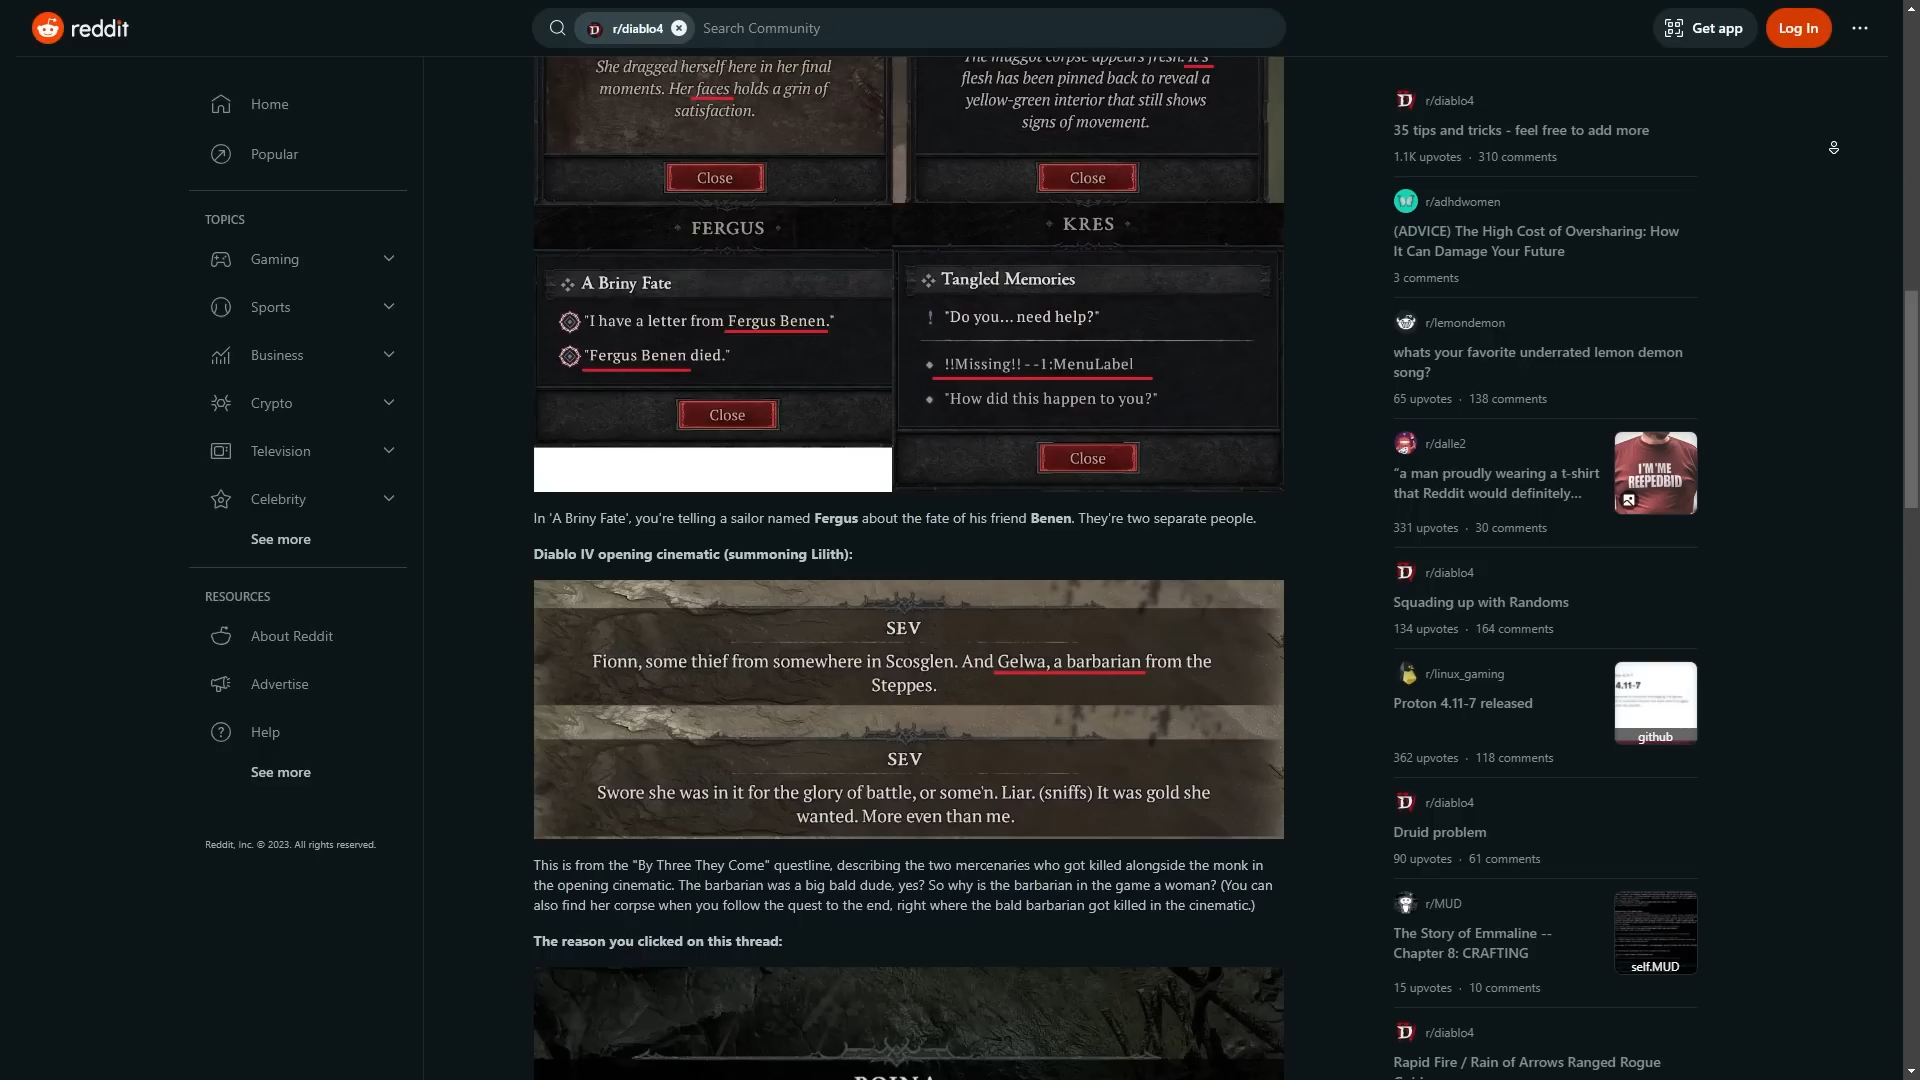 reddit
r/diablo4
Search Community
Get app
Log In
Home
Popular
TOPICS
Gaming
Sports
Business
Crypto
Television
Celebrity
See more
RESOURCES
About Reddit
Advertise
Help
See more
Reddit, Inc. © 2023. All rights reserved.
She dragged herself here in her final
moments. Her faces holds a grin of
satisfaction.
Close
The maggot corpse appears fresh. It's
flesh has been pinned back to reveal a
yellow-green interior that still shows
signs of movement.
Close
FERGUS
A Briny Fate
"I have a letter from Fergus Benen."
"Fergus Benen died."
Close
KRES
Tangled Memories
"Do you... need help?"
!!Missing!! - -1:MenuLabel
"How did this happen to you?"
Close
In 'A Briny Fate', you're telling a sailor named Fergus about the fate of his friend Benen. They're two separate people.
Diablo IV opening cinematic (summoning Lilith):
SEV
Fionn, some thief from somewhere in Scosglen. And Gelwa, a barbarian from the
Steppes.
SEV
Swore she was in it for the glory of battle, or some'n. Liar. (sniffs) It was gold she
wanted. More even than me.
This is from the "By Three They Come" questline, describing the two mercenaries who got killed alongside the monk in
the opening cinematic. The barbarian was a big bald dude, yes? So why is the barbarian in the game a woman? (You can
also find her corpse when you follow the quest to the end, right where the bald barbarian got killed in the cinematic.)
The reason you clicked on this thread:
r/diablo4
35 tips and tricks - feel free to add more
1.1K upvotes · 310 comments
r/adhdwomen
(ADVICE) The High Cost of Oversharing: How
It Can Damage Your Future
3 comments
r/lemondemon
whats your favorite underrated lemon demon
song?
65 upvotes · 138 comments
r/dalle2
“a man proudly wearing a t-shirt
that Reddit would definitely...
I'M 'ME
REEPEDBID
331 upvotes · 30 comments
r/diablo4
Squading up with Randoms
134 upvotes · 164 comments
r/linux_gaming
Proton 4.11-7 released
4.11-7
github
362 upvotes · 118 comments
r/diablo4
Druid problem
90 upvotes · 61 comments
r/MUD
The Story of Emmaline --
Chapter 8: CRAFTING
self.MUD
15 upvotes · 10 comments
r/diablo4
Rapid Fire / Rain of Arrows Ranged Rogue